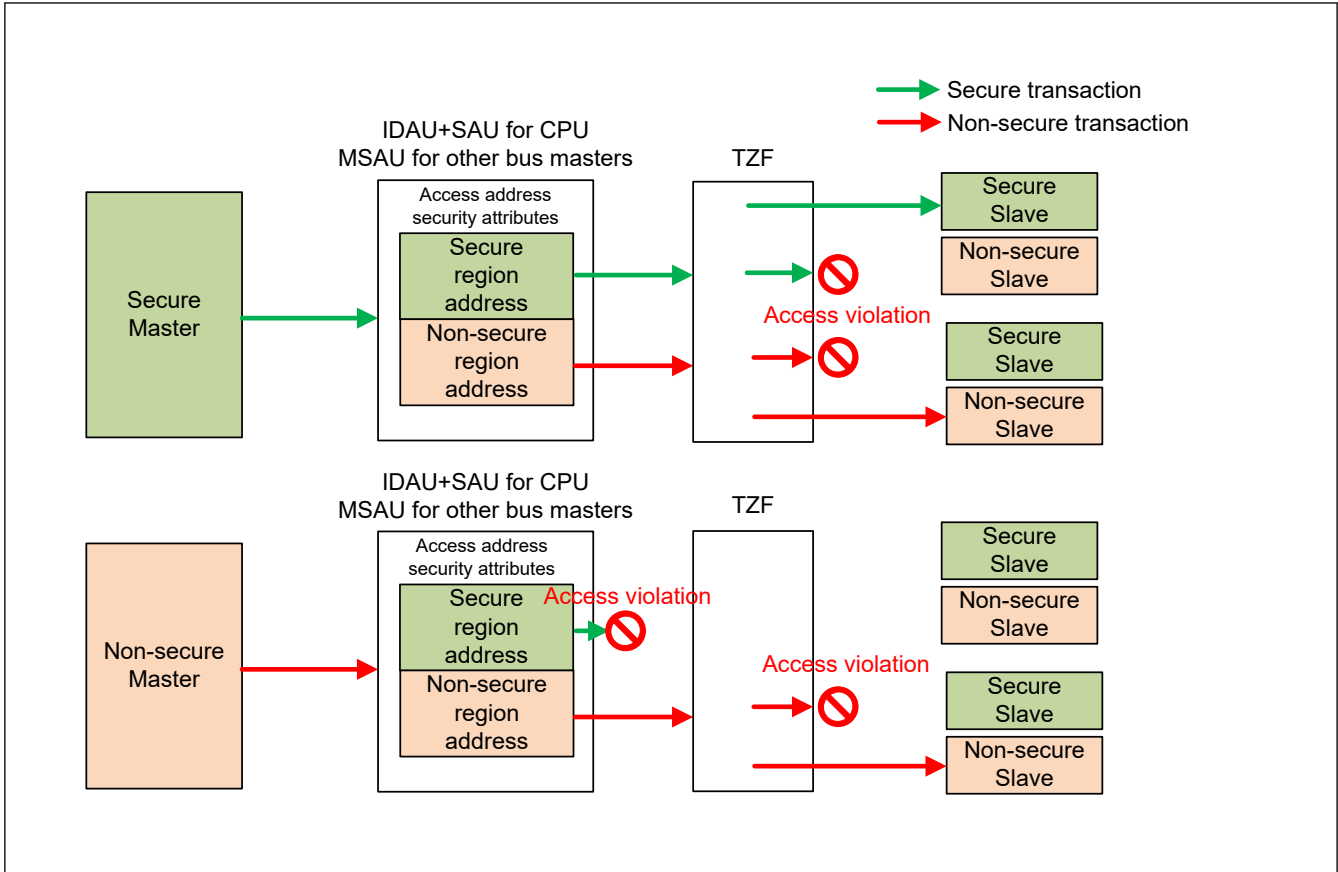 Secure transaction
Non-secure transaction
IDAU+SAU for CPU
MSAU for other bus masters
TZF
Access address
security attributes
Secure
region
address
Non-secure
region
address
Secure
Master
Access violation
Secure
Slave
Non-secure
Slave
Secure
Slave
Non-secure
Slave
IDAU+SAU for CPU
MSAU for other bus masters
TZF
Access address
security attributes
Secure
region
address
Access violation
Non-secure
region
address
Non-secure
Master
Access violation
Secure
Slave
Non-secure
Slave
Secure
Slave
Non-secure
Slave